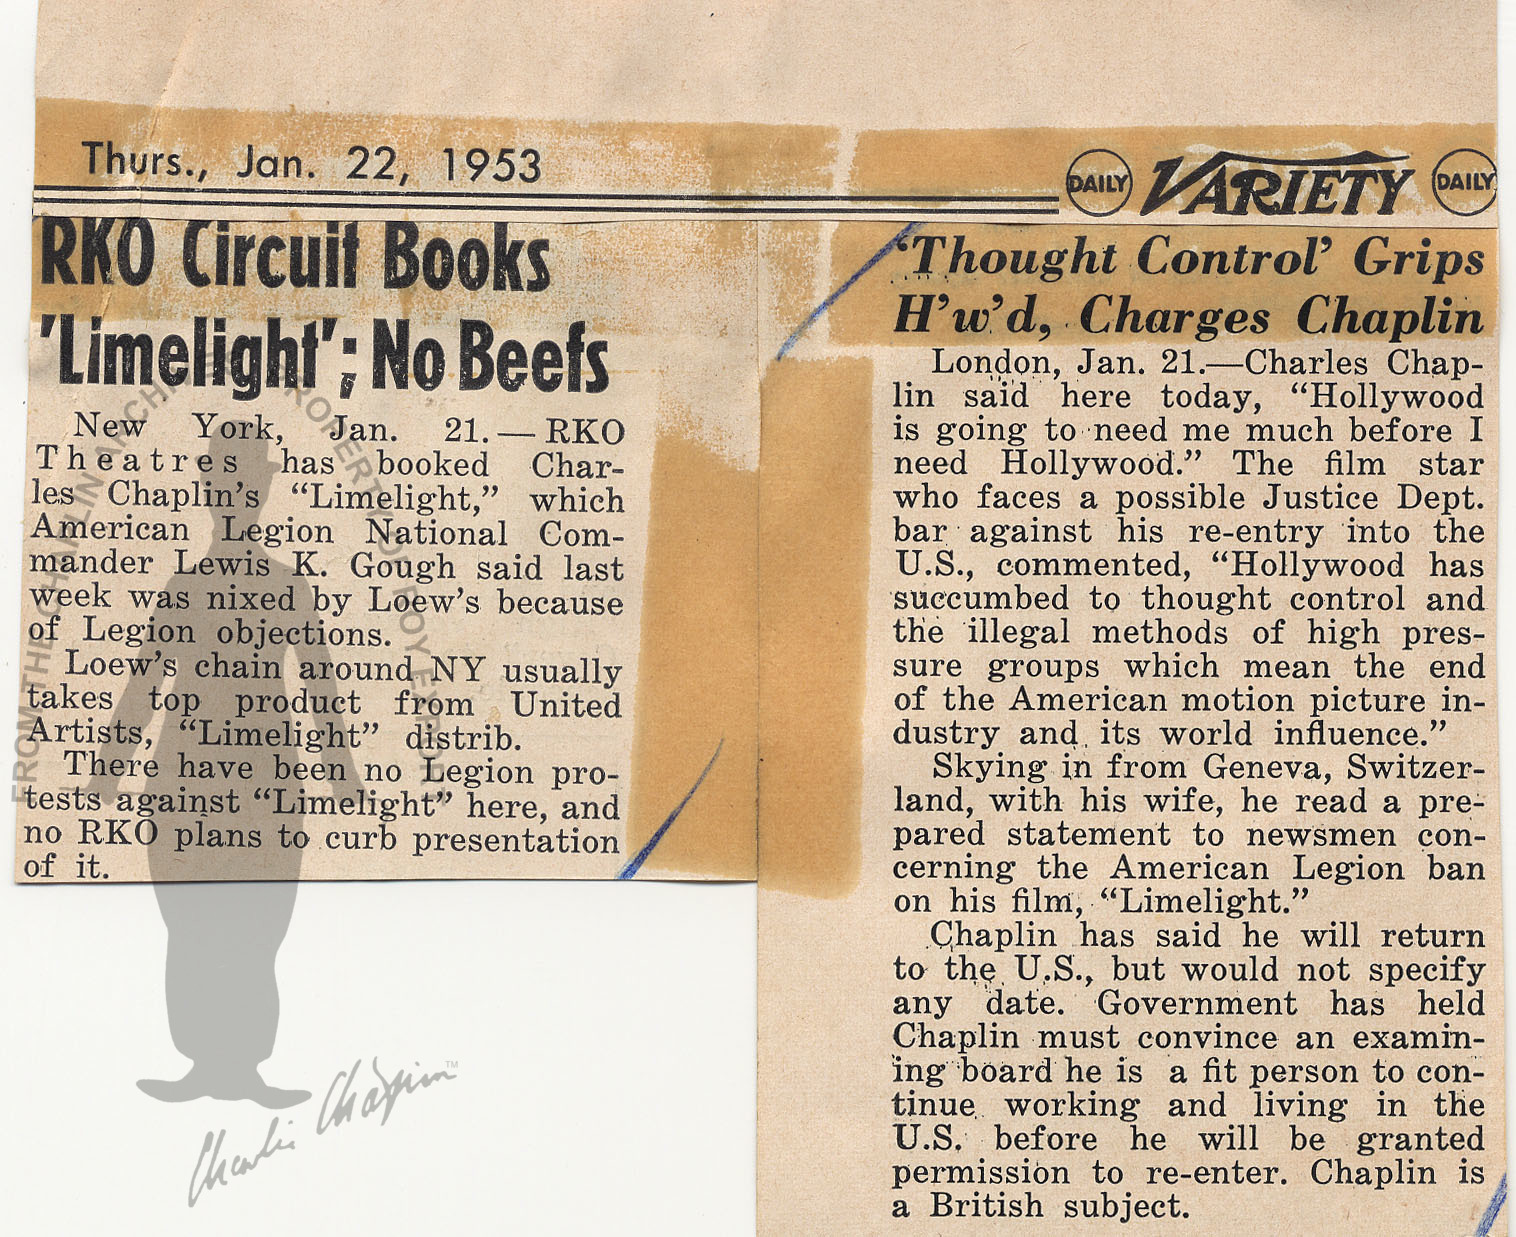 Thurs., Jan. 22, 1953
DAILY VARIETY DAILY
RKO Circuit Books
'Limelight'; No Beefs
New York, Jan. 21. — RKO
Theatres has booked Char-
les Chaplin's "Limelight," which
American Legion National Com-
mander Lewis K. Gough said last
week was nixed by Loew's because
of Legion objections.
Loew's chain around NY usually
takes top product from United
Artists, "Limelight" distrib.
There have been no Legion pro-
tests against "Limelight" here, and
no RKO plans to curb presentation
of it.
'Thought Control' Grips
H'w'd, Charges Chaplin
London, Jan. 21.—Charles Chap-
lin said here today, "Hollywood
is going to need me much before I
need Hollywood." The film star
who faces a possible Justice Dept.
bar against his re-entry into the
U.S., commented, "Hollywood has
succumbed to thought control and
the illegal methods of high pres-
sure groups which mean the end
of the American motion picture in-
dustry and its world influence."
Skying in from Geneva, Switzer-
land, with his wife, he read a pre-
pared statement to newsmen con-
cerning the American Legion ban
on his film, "Limelight."
Chaplin has said he will return
to the U.S., but would not specify
any date. Government has held
Chaplin must convince an examin-
ing board he is a fit person to con-
tinue working and living in the
U.S. before he will be granted
permission to re-enter. Chaplin is
a British subject.
FROM THE CHAPLIN ARCHIVES PROPERTY OF ROY EXPORT
Charlie Chaplin™